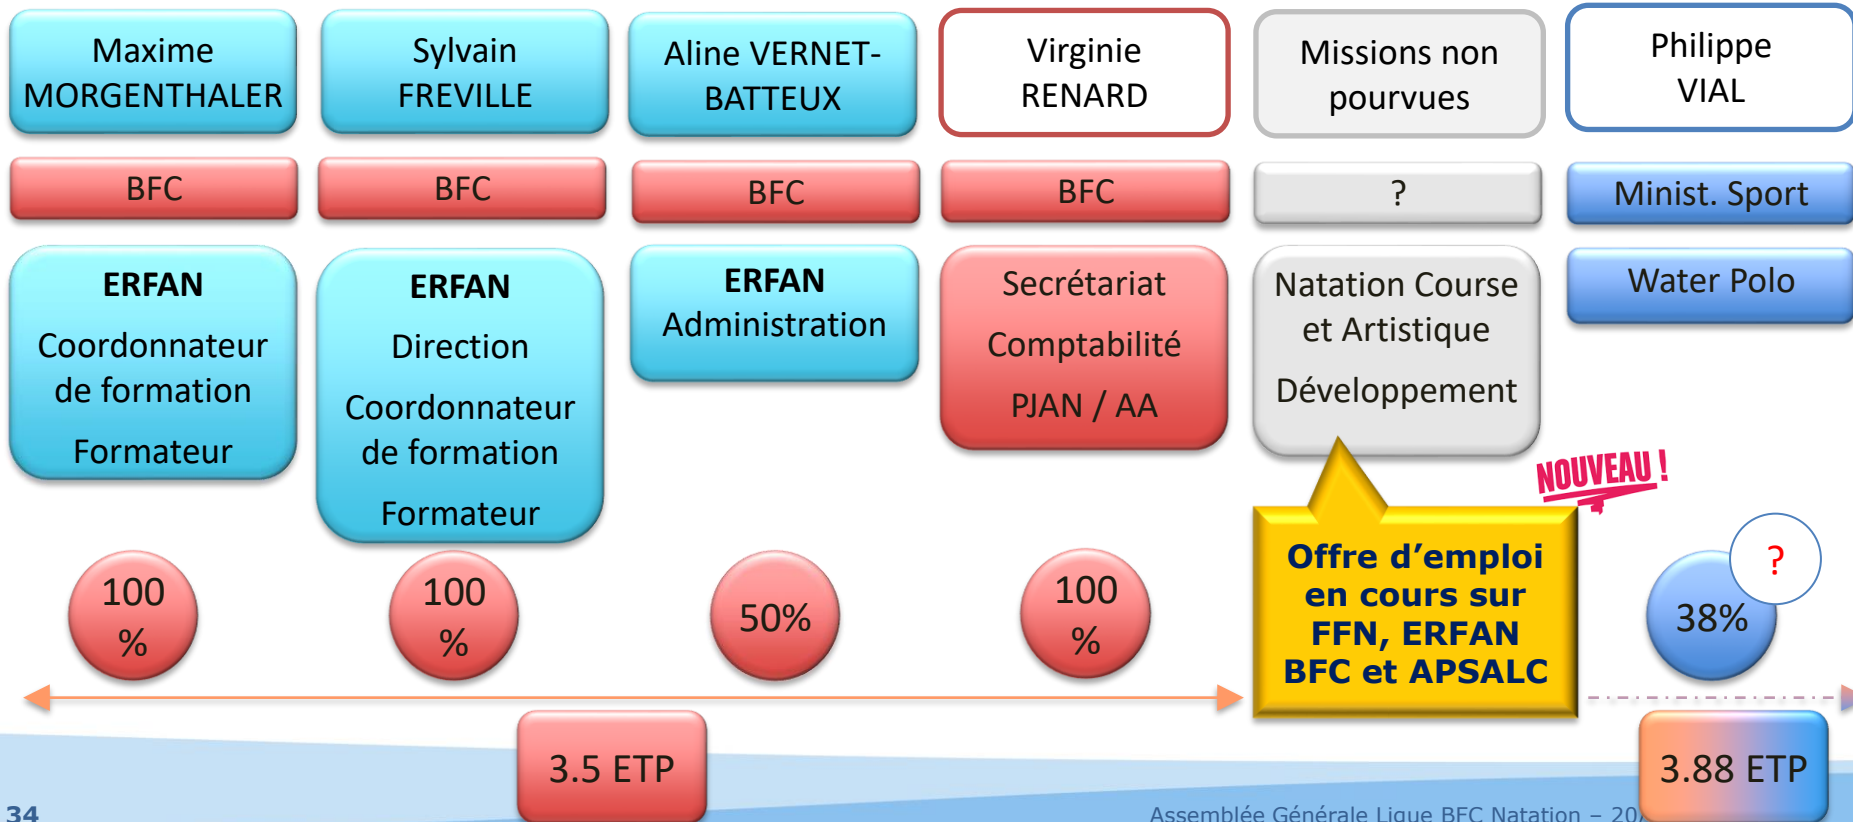 Maxime
MORGENTHALER
Sylvain
FREVILLE
Aline VERNET-
BATTEUX
Virginie
RENARD
Missions non
pourvues
Philippe
VIAL
BFC
BFC
BFC
BFC
?
Minist. Sport
ERFAN
Coordonnateur
de formation
Formateur
ERFAN
Direction
Coordonnateur
de formation
Formateur
ERFAN
Administration
Secrétariat
Comptabilité
PJAN / AA
Natation Course
et Artistique
Développement
Water Polo
NOUVEAU !
Offre d’emploi
en cours sur
FFN, ERFAN
BFC et APSALC
100
%
100
%
50%
100
%
38%
?
3.5 ETP
3.88 ETP
34
Assemblée Générale Ligue BFC Natation – 20